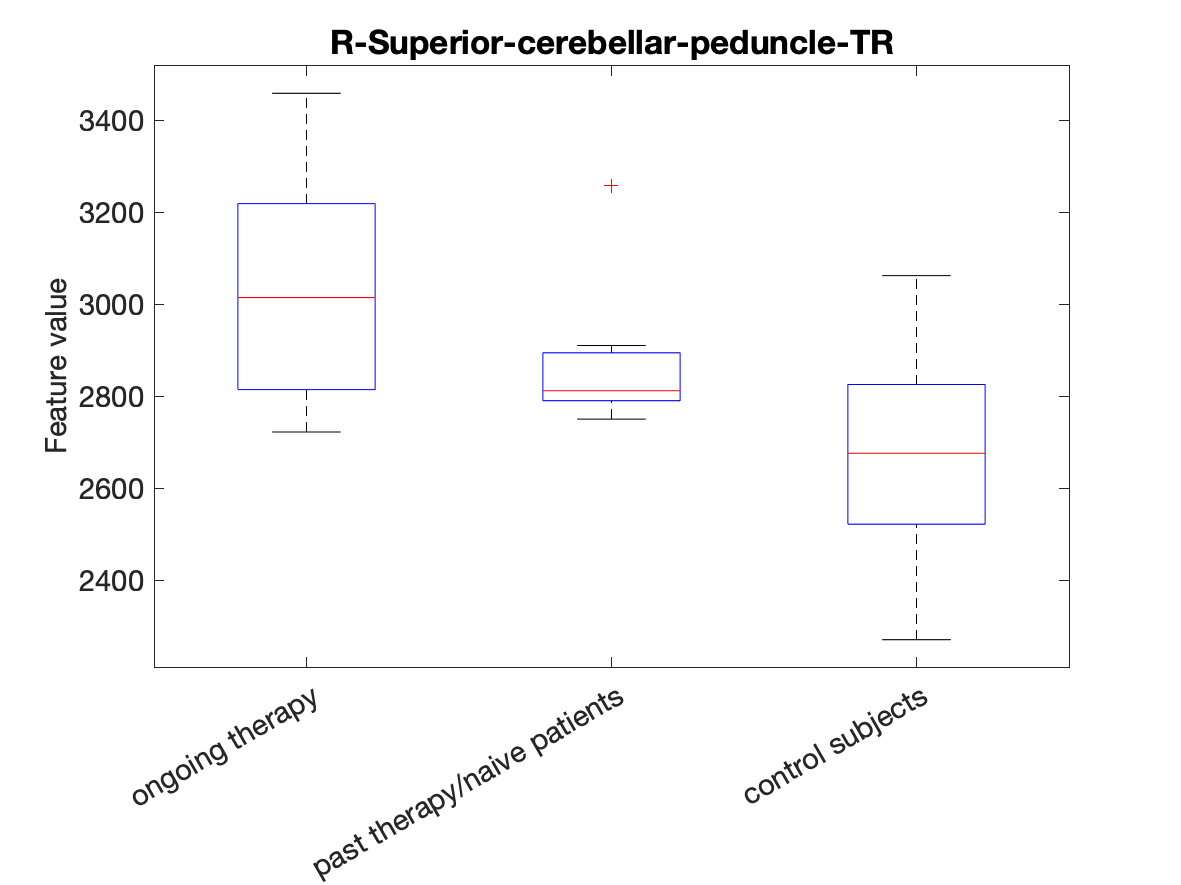 R-Superior-cerebellar-peduncle-TR
3400
3200
3000
2800
2600
2400
Feature value
ongoing therapy
past therapy/naive patients
control subjects